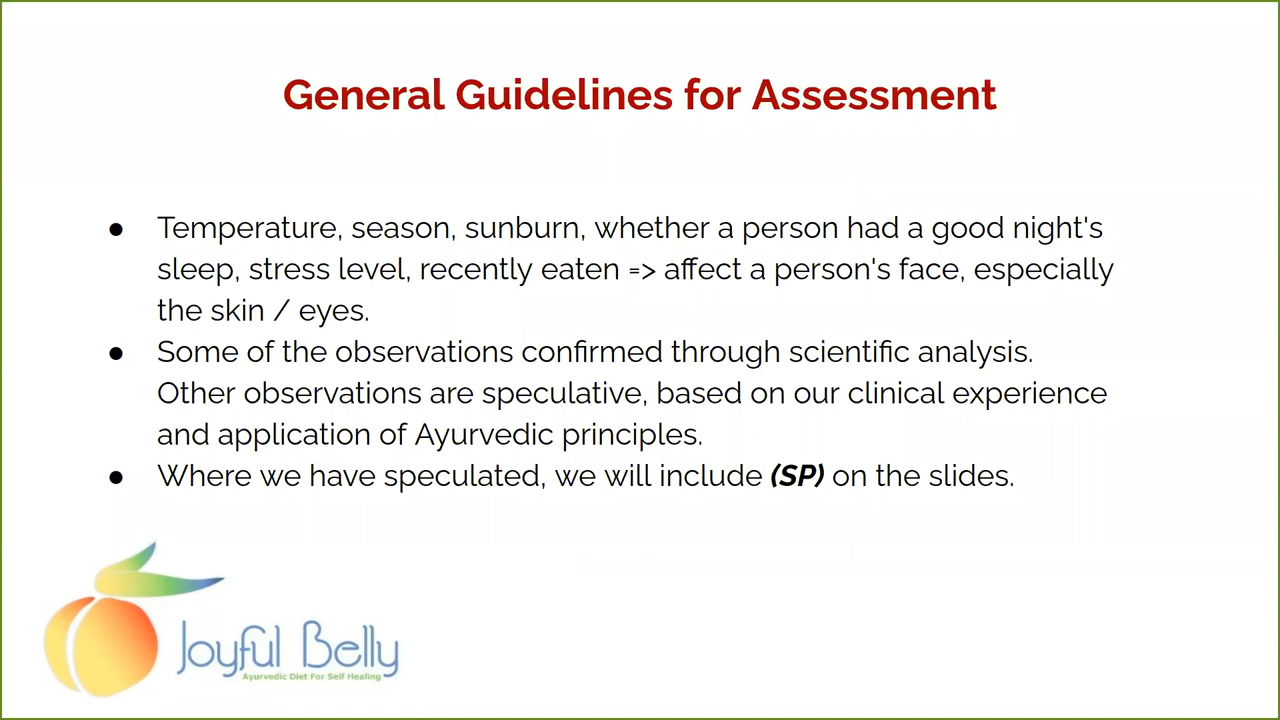 General Guidelines for Assessment
● Temperature, season, sunburn, whether a person had a good night's
sleep, stress level, recently eaten => affect a person's face, especially
the skin / eyes.
● Some of the observations confirmed through scientific analysis.
Other observations are speculative, based on our clinical experience
and application of Ayurvedic principles.
● Where we have speculated, we will include (SP) on the slides.
Joyful Belly
Ayurvedic Diet For Self Healing